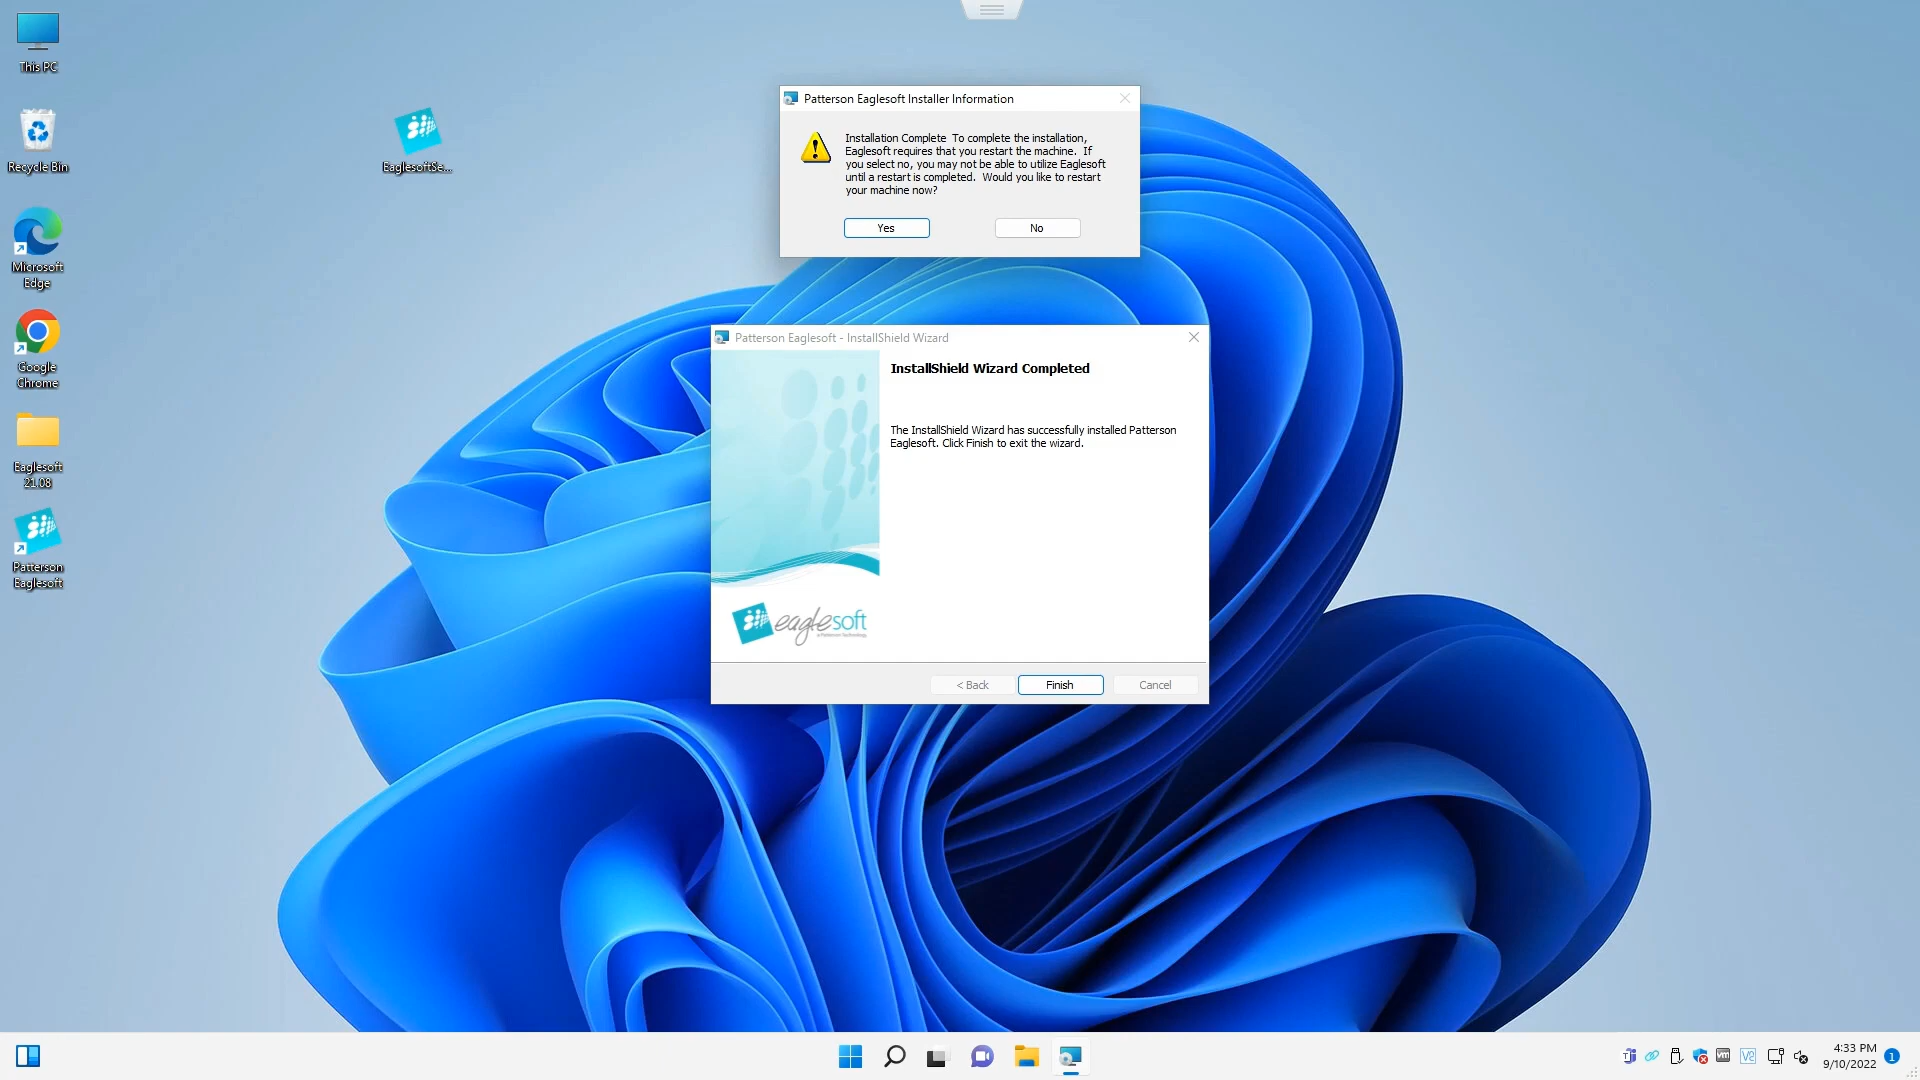 This PC
Recycle Bin
Microsoft
Edge
Google
Chrome
Eaglesoft
21.08
Patterson
Eaglesoft
EaglesoftSe...
Patterson Eaglesoft Installer Information
Installation Complete  To complete the installation,
Eaglesoft requires that you restart the machine.  If
you select no, you may not be able to utilize Eaglesoft
until a restart is completed.  Would you like to restart
your machine now?
Yes
No
Patterson Eaglesoft - InstallShield Wizard
InstallShield Wizard Completed
The InstallShield Wizard has successfully installed Patterson
Eaglesoft. Click Finish to exit the wizard.
eaglesoft
a Patterson Technology
< Back
Finish
Cancel
vm
V2
4:33 PM
9/10/2022
1